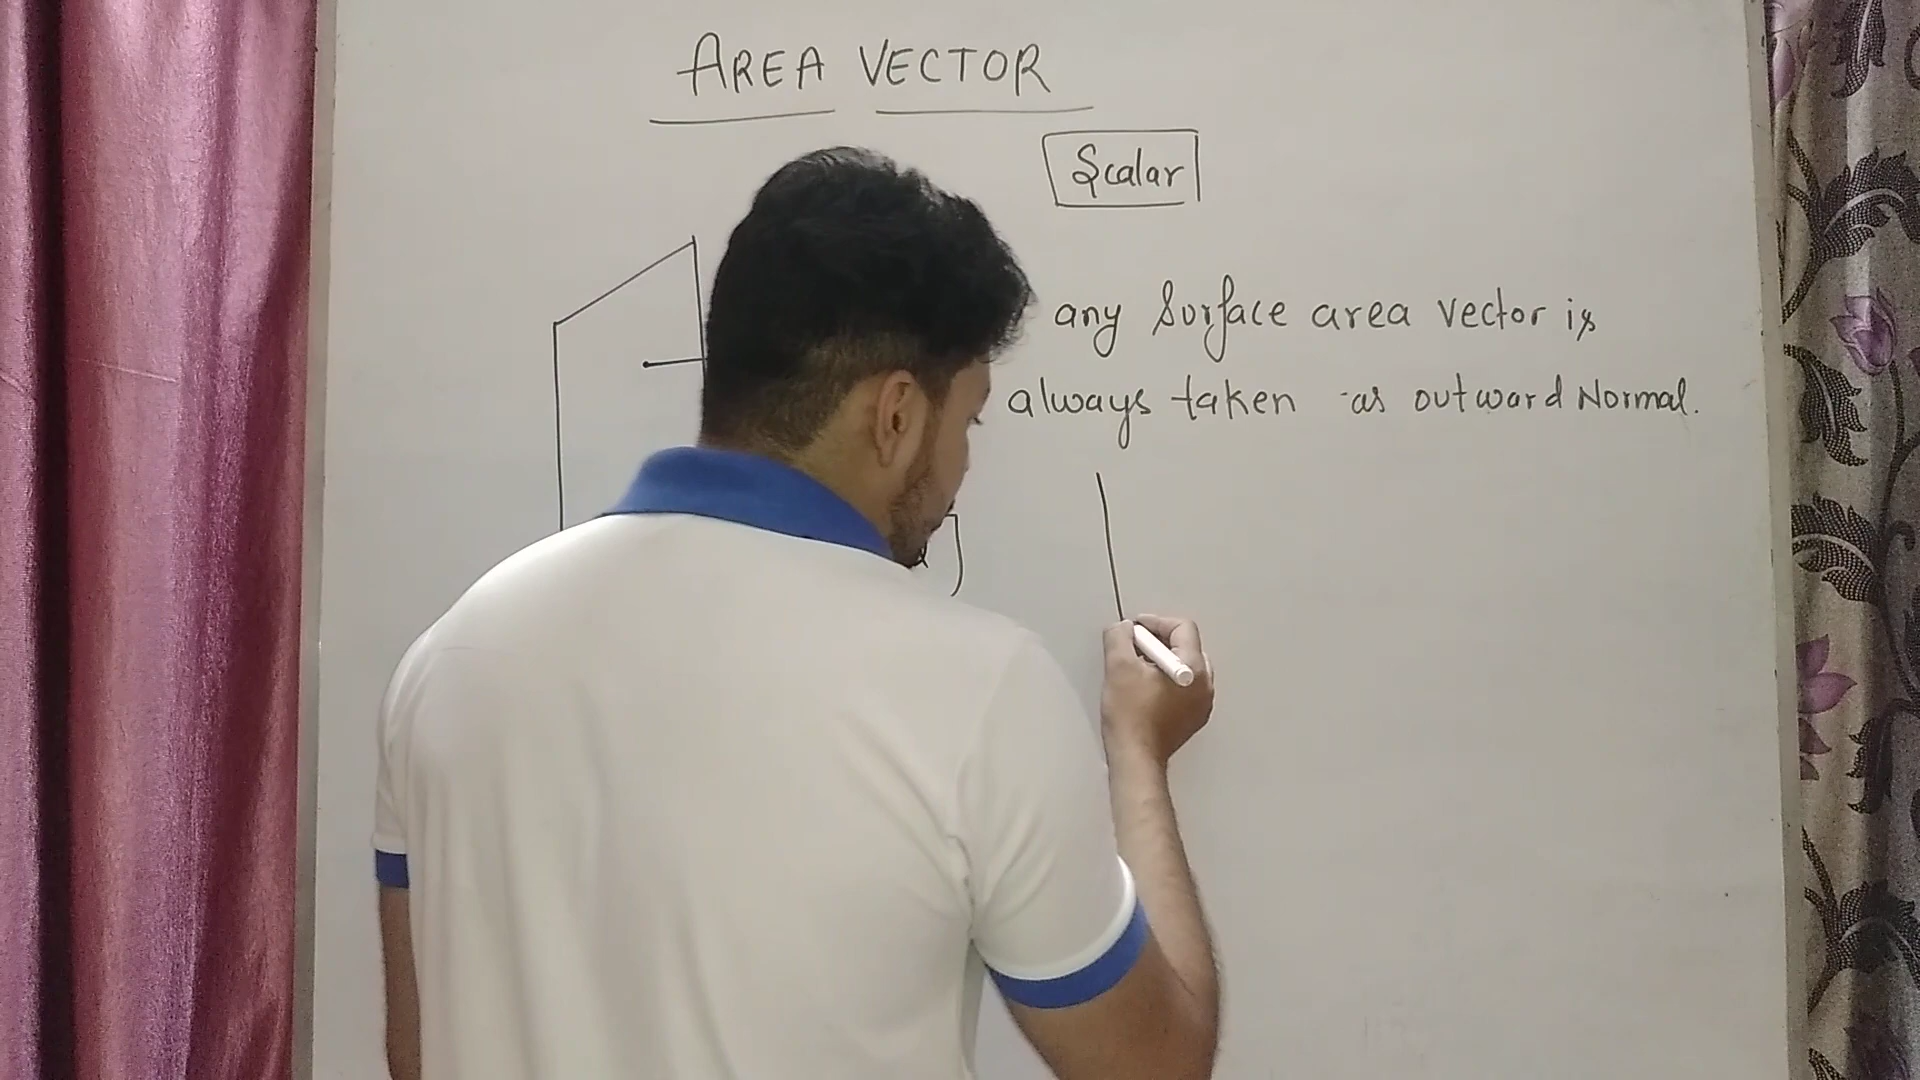 AREA VECTOR
Scalar
any Surface area vector is
always taken as outward Normal.